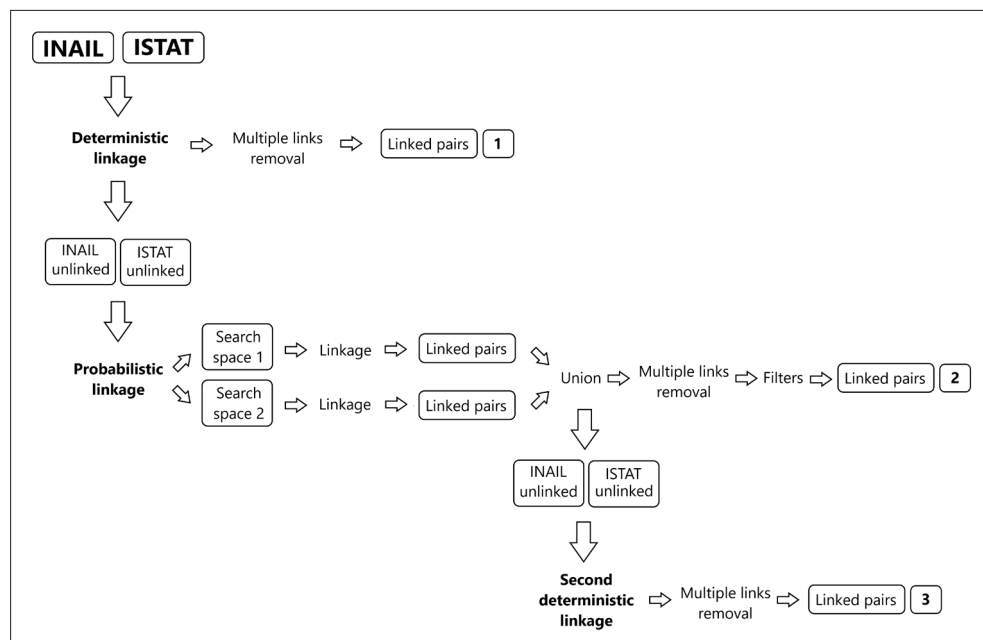 INAIL ISTAT
Deterministic
linkage
Multiple links
removal
Linked pairs 1
INAIL
unlinked
ISTAT
unlinked
Probabilistic
linkage
Search
space 1
Linkage
Linked pairs
Search
space 2
Linkage
Linked pairs
Union
Multiple links
removal
Filters
Linked pairs 2
INAIL
unlinked
ISTAT
unlinked
Second
deterministic
linkage
Multiple links
removal
Linked pairs 3